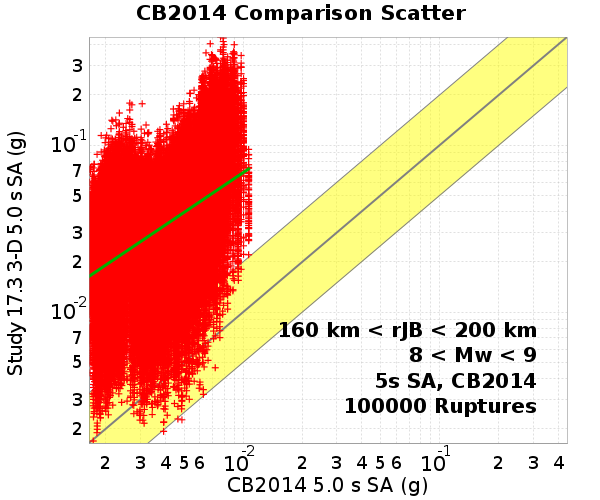 CB2014 Comparison Scatter
Study 17.3 3-D 5.0 s SA (g)
3
2
10-1
7
5
3
2
10-2
7
5
3
2
160 km < rJB < 200 km
8 < Mw < 9
5s SA, CB2014
100000 Ruptures
2 3 4 5 6 10-2 2 3 4 5 6 10-1 2 3 4
CB2014 5.0 s SA (g)